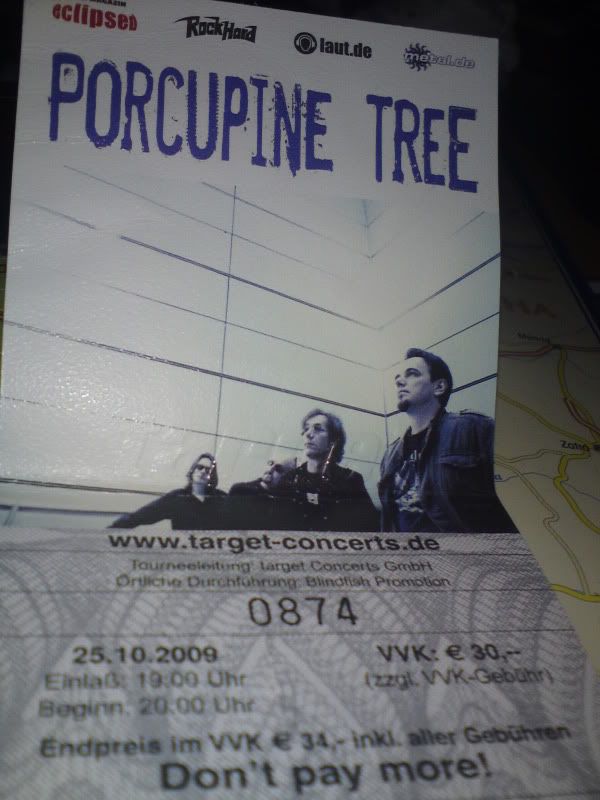 MAGAZIN
eclipsed RockHard laut.de metal.de
PORCUPINE TREE
www.target-concerts.de
Tourneeleitung: Target Concerts GmbH
Örtliche Durchführung: Blindfish Promotion
0874
25.10.2009 VVK: € 30,--
Einlaß: 19.00 Uhr (zzgl. VVK-Gebühr)
Beginn: 20.00 Uhr
Endpreis im VVK € 34,- inkl. aller Gebühren
Don't pay more!